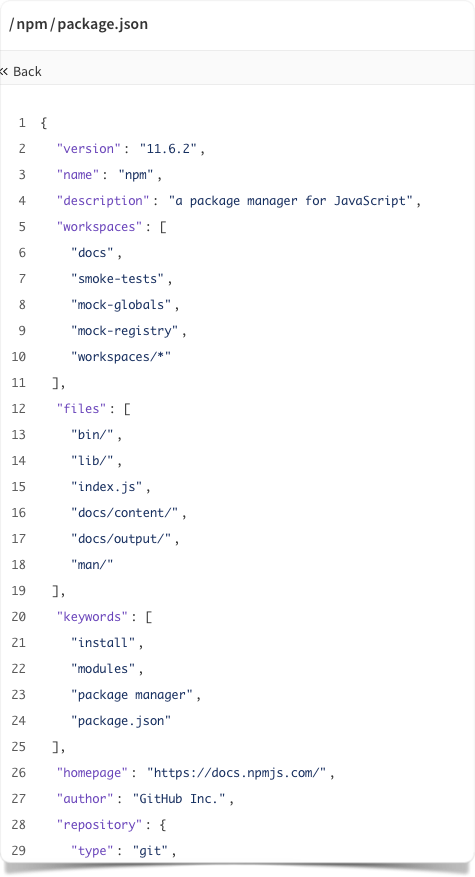 /npm/package.json
« Back
1 {
2 "version": "11.6.2",
3 "name": "npm",
4 "description": "a package manager for JavaScript",
5 "workspaces": [
6 "docs",
7 "smoke-tests",
8 "mock-globals",
9 "mock-registry",
10 "workspaces/*"
11 ],
12 "files": [
13 "bin/",
14 "lib/",
15 "index.js",
16 "docs/content/",
17 "docs/output/",
18 "man/"
19 ],
20 "keywords": [
21 "install",
22 "modules",
23 "package manager",
24 "package.json"
25 ],
26 "homepage": "https://docs.npmjs.com/",
27 "author": "GitHub Inc.",
28 "repository": {
29 "type": "git",